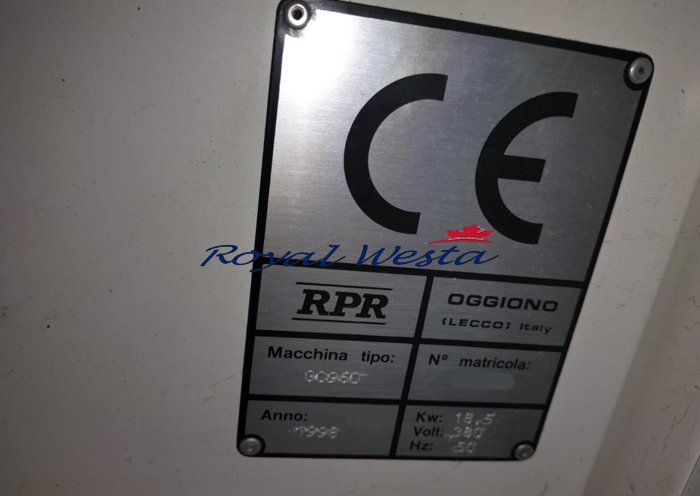 CE
Royal Westa
RPR
OGGIONO
(LECCO) Italy
Macchina tipo:
N° matricola:
Anno:
1998
Kw: 18.5
Volt: 380
Hz: 50